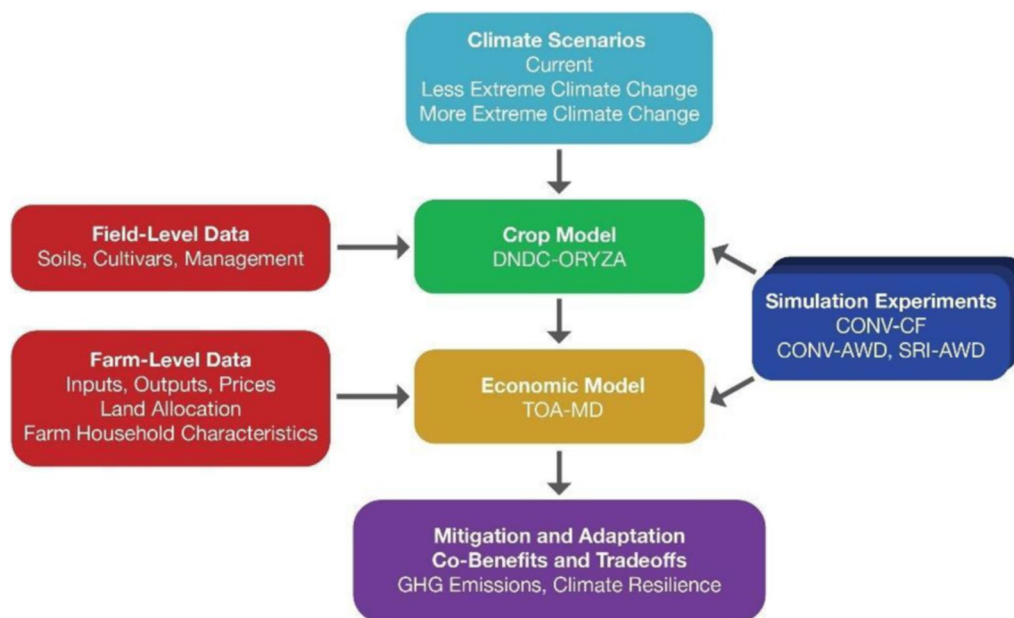 Climate Scenarios
Current
Less Extreme Climate Change
More Extreme Climate Change
Field-Level Data
Soils, Cultivars, Management
Crop Model
DNDC-ORYZA
Simulation Experiments
CONV-CF
CONV-AWD, SRI-AWD
Farm-Level Data
Inputs, Outputs, Prices
Land Allocation
Farm Household Characteristics
Economic Model
TOA-MD
Mitigation and Adaptation
Co-Benefits and Tradeoffs
GHG Emissions, Climate Resilience